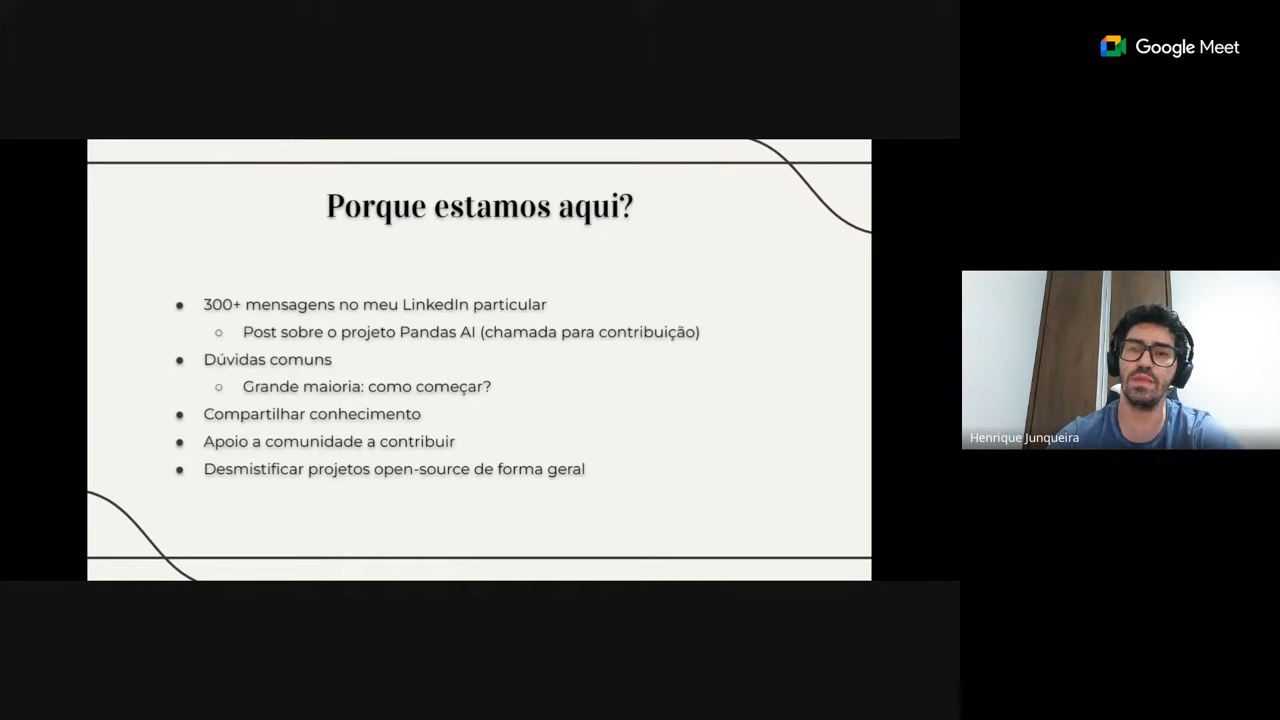 Google Meet
Porque estamos aqui?
● 300+ mensagens no meu LinkedIn particular
○ Post sobre o projeto Pandas AI (chamada para contribuição)
● Dúvidas comuns
○ Grande maioria: como começar?
● Compartilhar conhecimento
● Apoio a comunidade a contribuir
● Desmistificar projetos open-source de forma geral
Henrique Junqueira